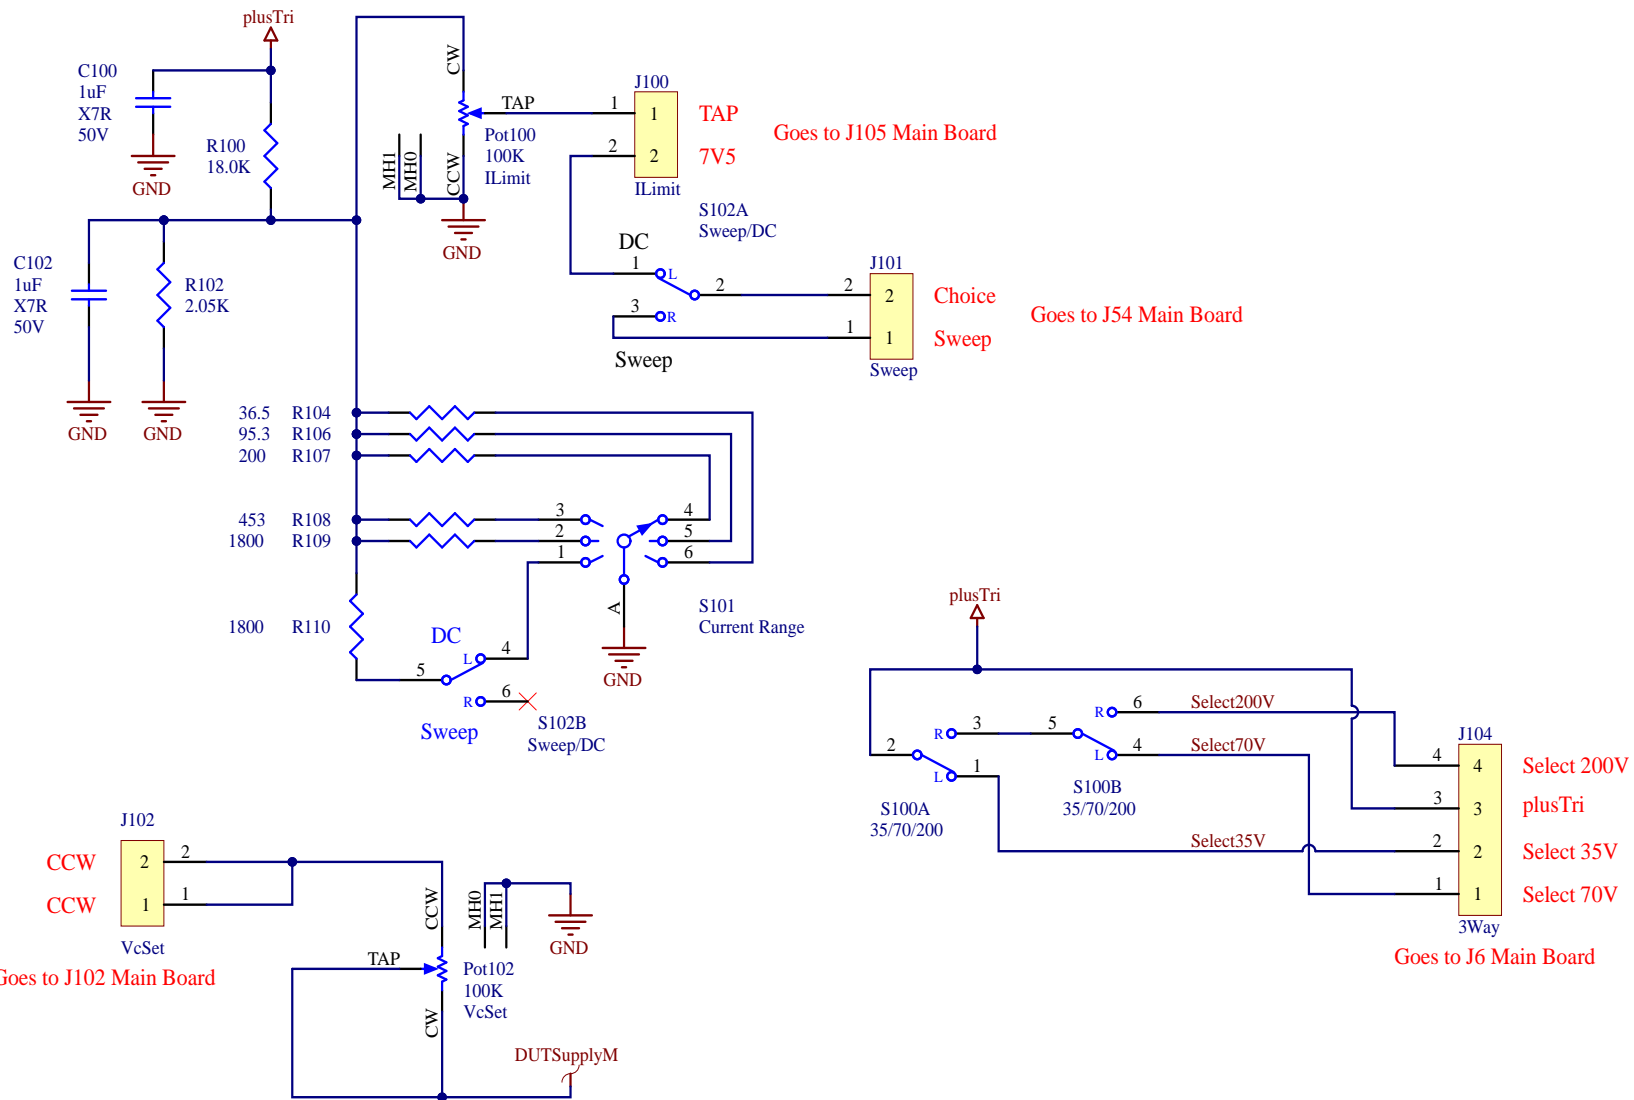 plusTri
C100
1uF
X7R
50V
GND
R100
18.0K
C102
1uF
X7R
50V
GND
R102
2.05K
GND
CW
TAP
Pot100
100K
ILimit
CCW
MH1
MH0
GND
J100
1 1 TAP
2 2 7V5
ILimit
Goes to J105 Main Board
S102A
Sweep/DC
DC
1 L
2
3 R
Sweep
J101
2 2 Choice
1 1 Sweep
Sweep
Goes to J54 Main Board
36.5 R104
95.3 R106
200 R107
453 R108
1800 R109
3 4
2 5
1 6
A
GND
S101
Current Range
1800 R110
DC
5 L 4
R 6
Sweep
S102B
Sweep/DC
plusTri
2 R 3
L 1
S100A
35/70/200
5 R 6
L 4
S100B
35/70/200
Select200V
Select70V
Select35V
J104
4 4 Select 200V
3 3 plusTri
2 2 Select 35V
1 1 Select 70V
3Way
Goes to J6 Main Board
J102
CCW 2 2
CCW 1 1
VcSet
Goes to J102 Main Board
CCW
MH0
MH1
GND
TAP
Pot102
100K
VcSet
CW
DUTSupplyM